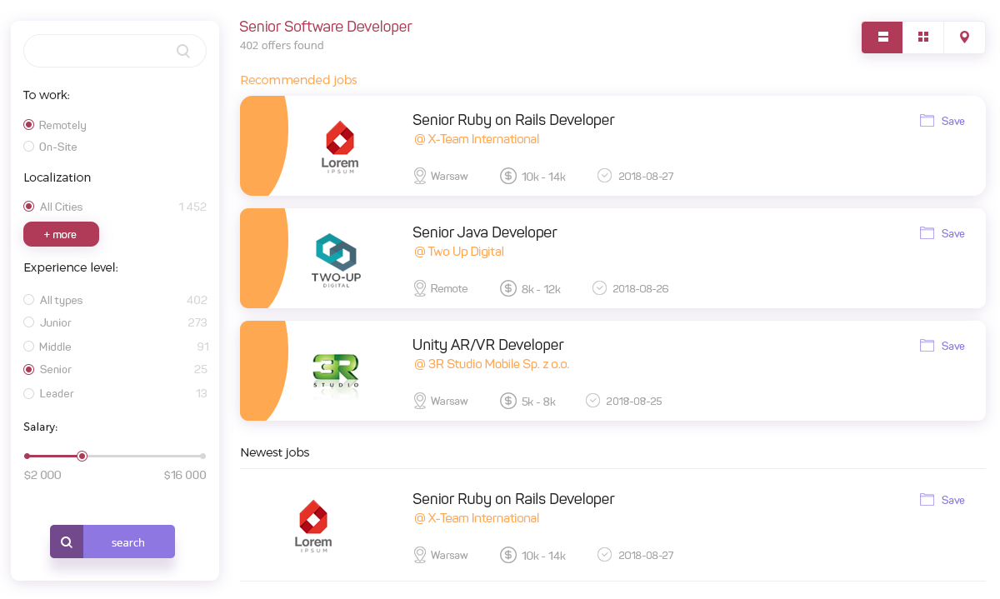 To work:
Remotely
On-Site
Localization
All Cities 1 452
+ more
Experience level:
All types 402
Junior 273
Middle 91
Senior 25
Leader 13
Salary:
$2 000 $16 000
search
Senior Software Developer
402 offers found
Recommended jobs
Lorem
IPSUM
Senior Ruby on Rails Developer
@ X-Team International
Warsaw 10k - 14k 2018-08-27
Save
TWO-UP
DIGITAL
Senior Java Developer
@ Two Up Digital
Remote 8k - 12k 2018-08-26
Save
3R
STUDIO
Unity AR/VR Developer
@ 3R Studio Mobile Sp. z o.o.
Warsaw 5k - 8k 2018-08-25
Save
Newest jobs
Lorem
IPSUM
Senior Ruby on Rails Developer
@ X-Team International
Warsaw 10k - 14k 2018-08-27
Save